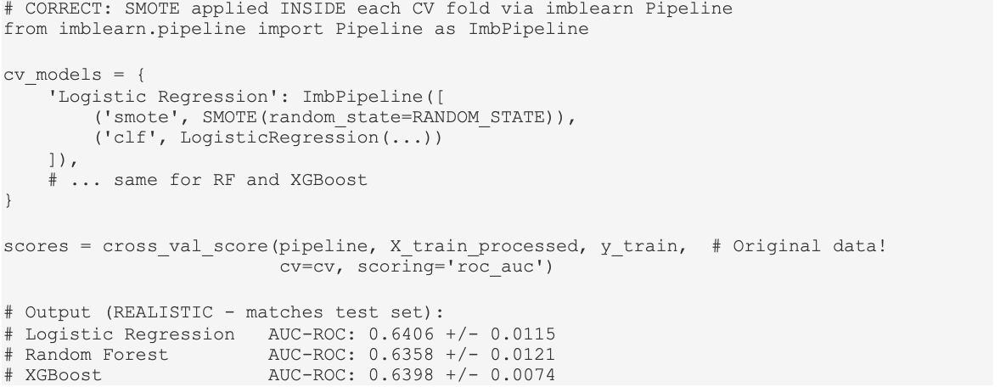 # CORRECT: SMOTE applied INSIDE each CV fold via imblearn Pipeline
from imblearn.pipeline import Pipeline as ImbPipeline
cv_models = {
    'Logistic Regression': ImbPipeline([
        ('smote', SMOTE(random_state=RANDOM_STATE)),
        ('clf', LogisticRegression(...))
    ]),
    # ... same for RF and XGBoost
}
scores = cross_val_score(pipeline, X_train_processed, y_train,  # Original data!
                         cv=cv, scoring='roc_auc')
# Output (REALISTIC - matches test set):
# Logistic Regression   AUC-ROC: 0.6406 +/- 0.0115
# Random Forest         AUC-ROC: 0.6358 +/- 0.0121
# XGBoost               AUC-ROC: 0.6398 +/- 0.0074